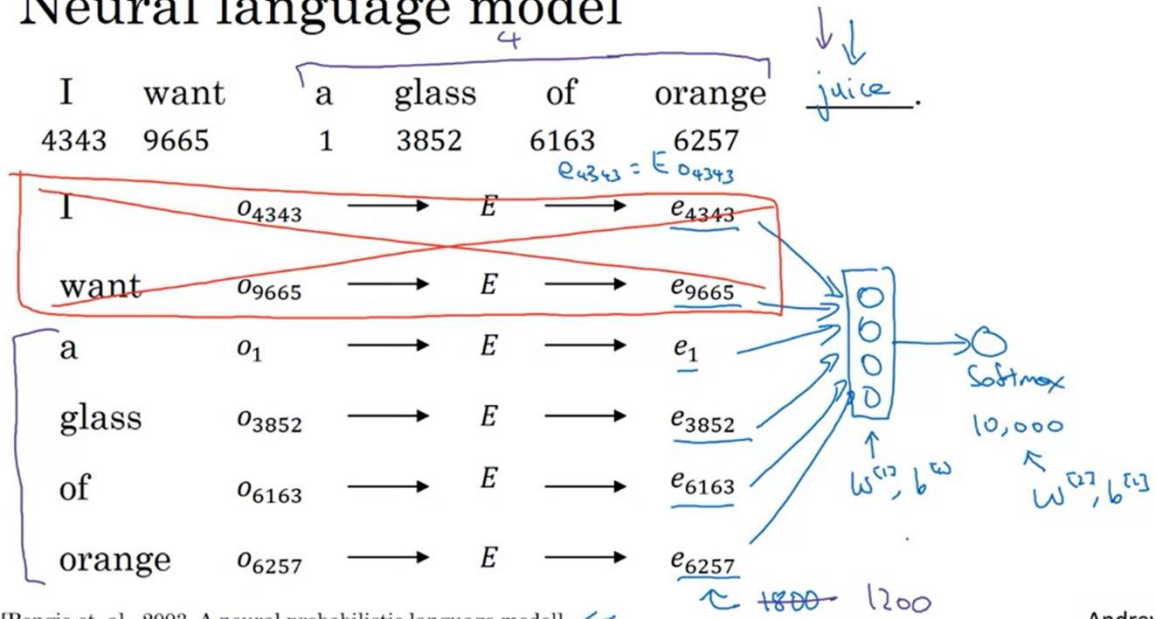 Neural language model
4
I want a glass of orange juice.
4343 9665 1 3852 6163 6257
e4343 = E o4343
I o4343 → E → e4343
want o9665 → E → e9665
a o1 → E → e1
glass o3852 → E → e3852
Softmax
10,000
of o6163 → E → e6163
W[1], b[1]
W[2], b[2]
orange o6257 → E → e6257
1800 1200